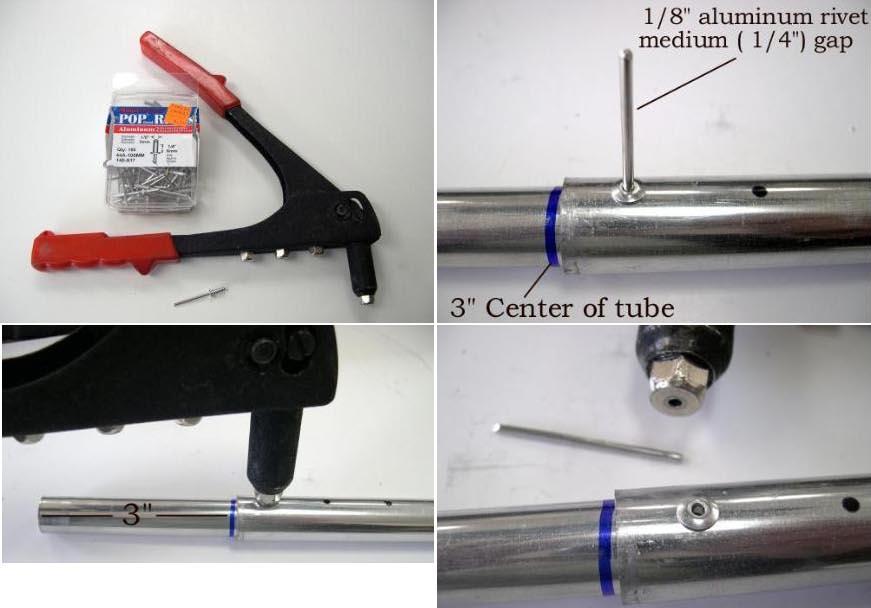 POP R
Aluminum
1/8" aluminum rivet
medium ( 1/4") gap
3" Center of tube
3"